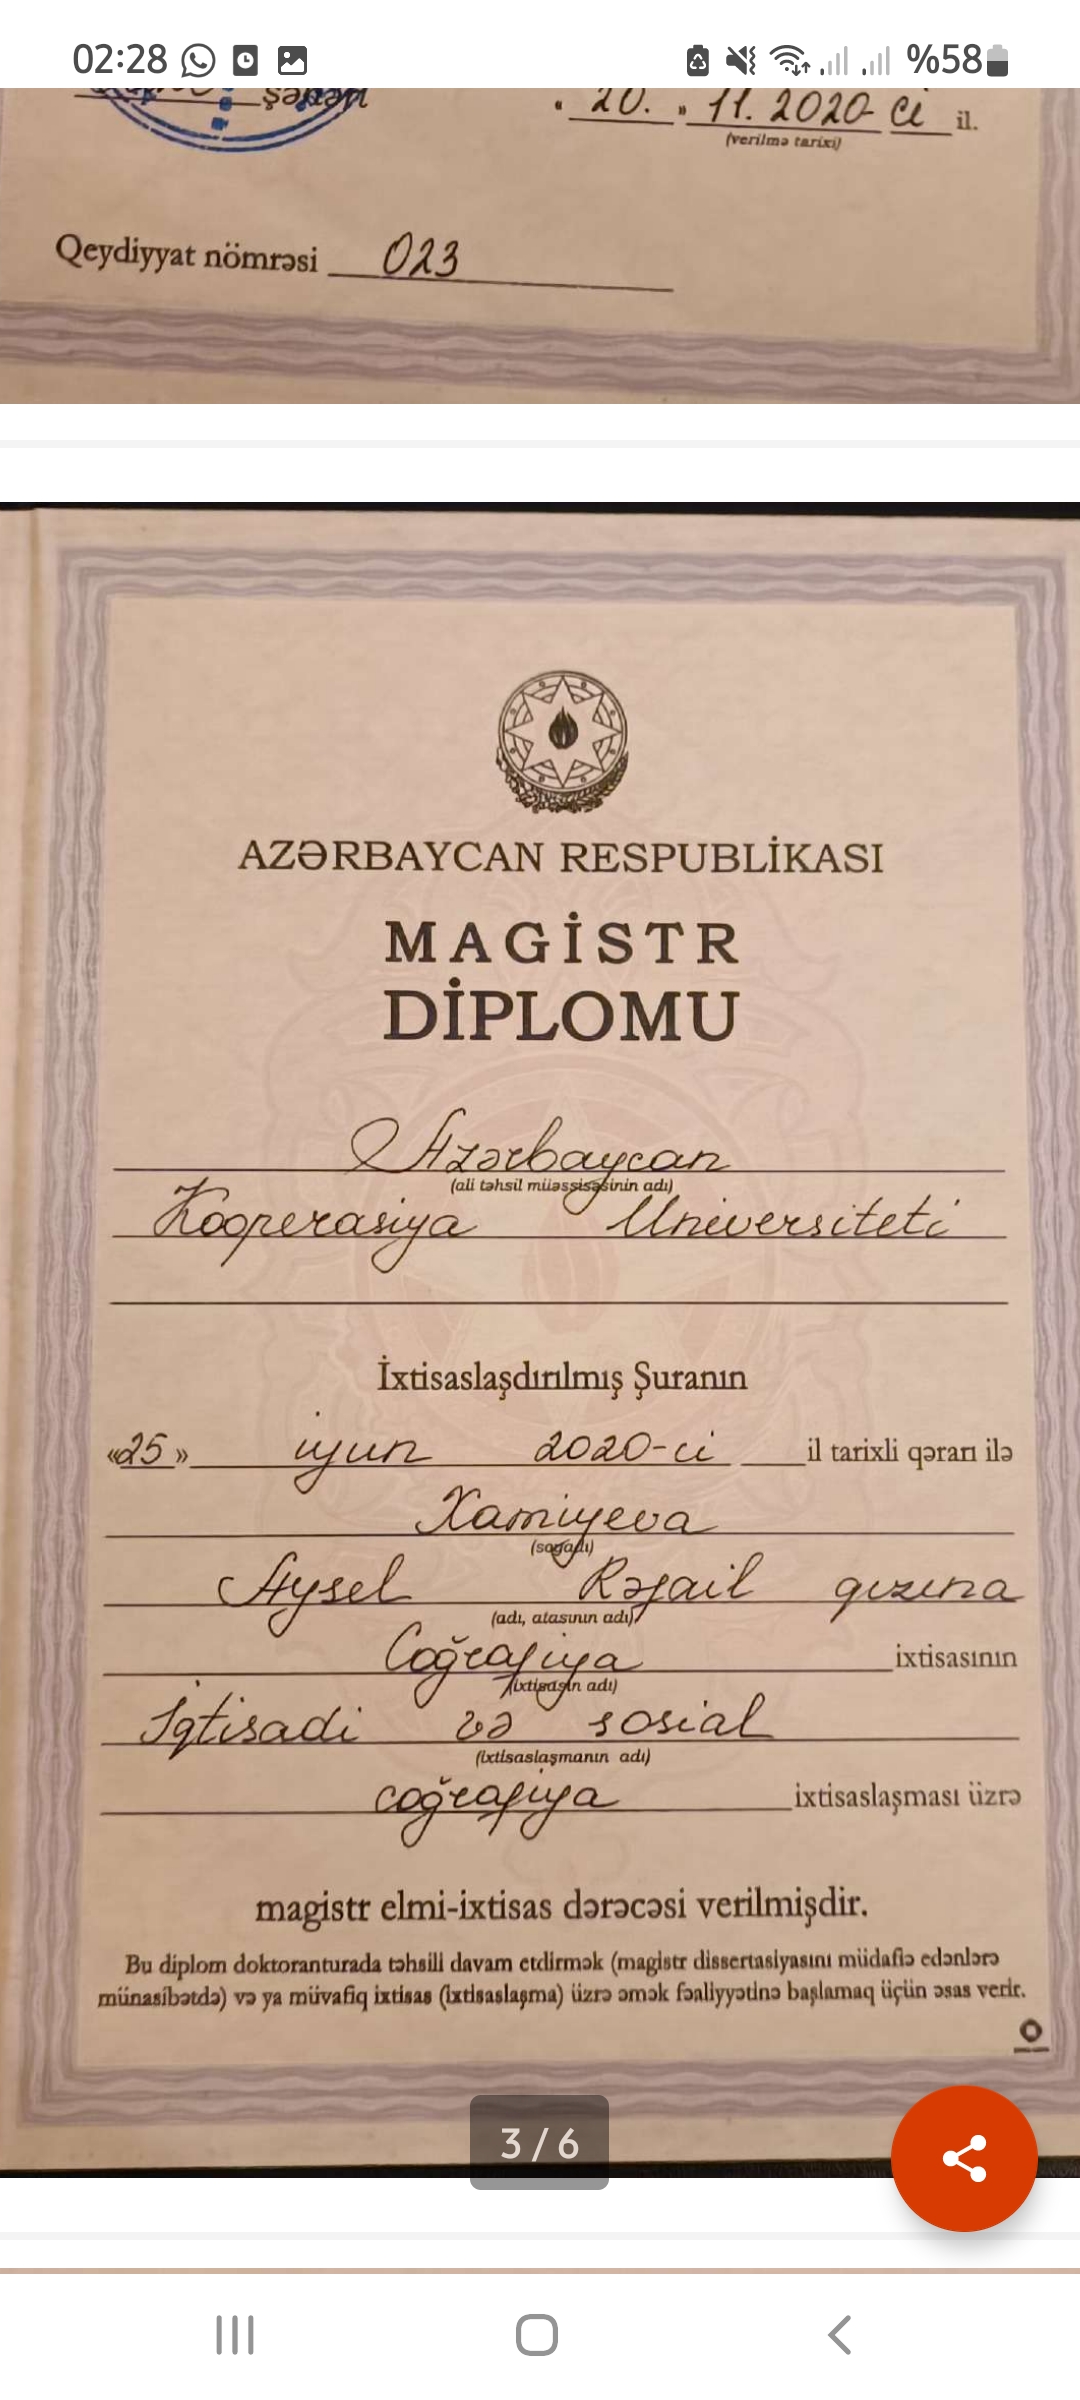 02:28 %58
şəhəri
" 20. " 11. 2020-ci il.
(verilmə tarixi)
Qeydiyyat nömrəsi 023
AZƏRBAYCAN RESPUBLİKASI
MAGİSTR
DİPLOMU
Azərbaycan
(ali təhsil müəssisəsinin adı)
Kooperasiya Universiteti
İxtisaslaşdırılmış Şuranın
«25» iyun 2020-ci il tarixli qərarı ilə
Xamiyeva
(soyadı)
Aysel Rəfail qızına
(adı, atasının adı)
Coğrafiya ixtisasının
(ixtisasın adı)
İqtisadi və sosial
(ixtisaslaşmanın adı)
coğrafiya ixtisaslaşması üzrə
magistr elmi-ixtisas dərəcəsi verilmişdir.
Bu diplom doktoranturada təhsili davam etdirmək (magistr dissertasiyasını müdafiə edənlərə
münasibətdə) və ya müvafiq ixtisas (ixtisaslaşma) üzrə əmək fəaliyyətinə başlamaq üçün əsas verir.
3 / 6